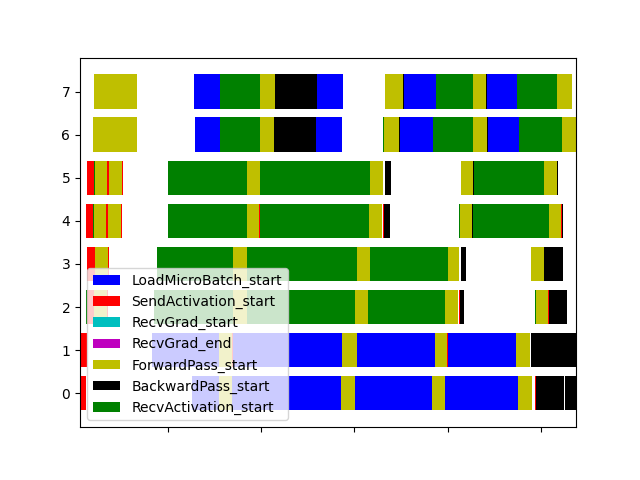 7
6
5
4
3
2
1
0
LoadMicroBatch_start
SendActivation_start
RecvGrad_start
RecvGrad_end
ForwardPass_start
BackwardPass_start
RecvActivation_start